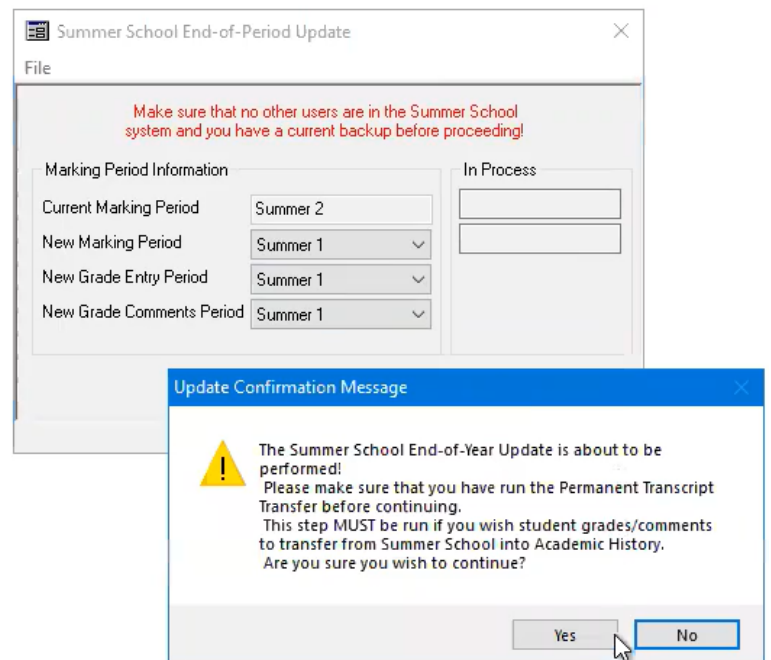 Summer School End-of-Period Update
File
Make sure that no other users are in the Summer School
system and you have a current backup before proceeding!
Marking Period Information
In Process
Current Marking Period
Summer 2
New Marking Period
Summer 1
New Grade Entry Period
Summer 1
New Grade Comments Period
Summer 1
Update Confirmation Message
The Summer School End-of-Year Update is about to be
performed!
Please make sure that you have run the Permanent Transcript
Transfer before continuing.
This step MUST be run if you wish student grades/comments
to transfer from Summer School into Academic History.
Are you sure you wish to continue?
Yes
No